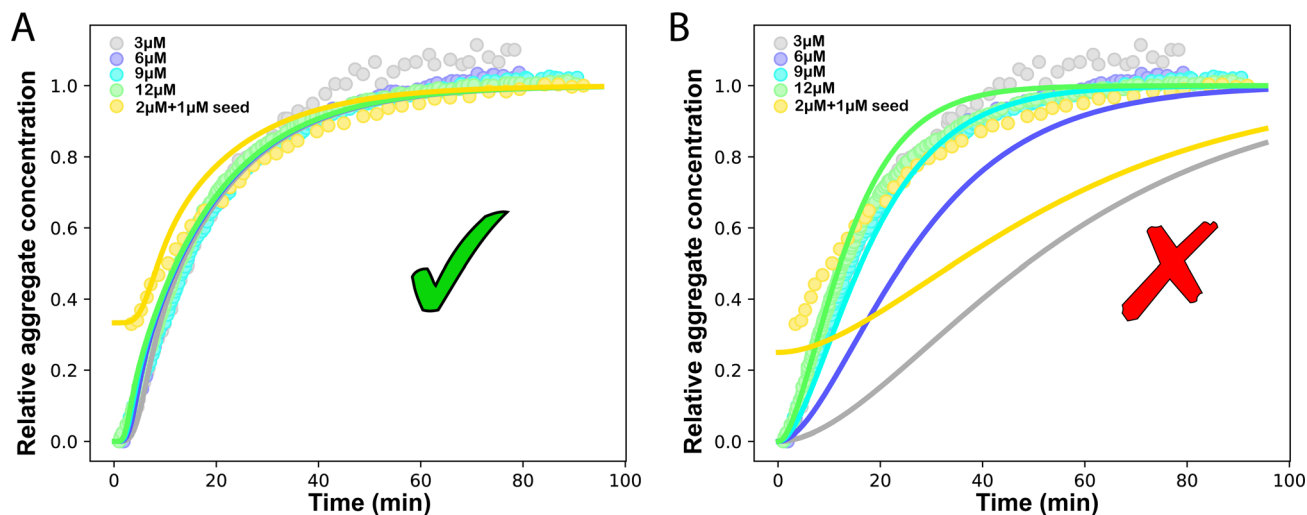 A
3µM
6µM
9µM
12µM
2µM+1µM seed
Relative aggregate concentration
1.0
0.8
0.6
0.4
0.2
0.0
0
20
40
60
80
100
Time (min)
B
3µM
6µM
9µM
12µM
2µM+1µM seed
Relative aggregate concentration
1.0
0.8
0.6
0.4
0.2
0.0
0
20
40
60
80
100
Time (min)